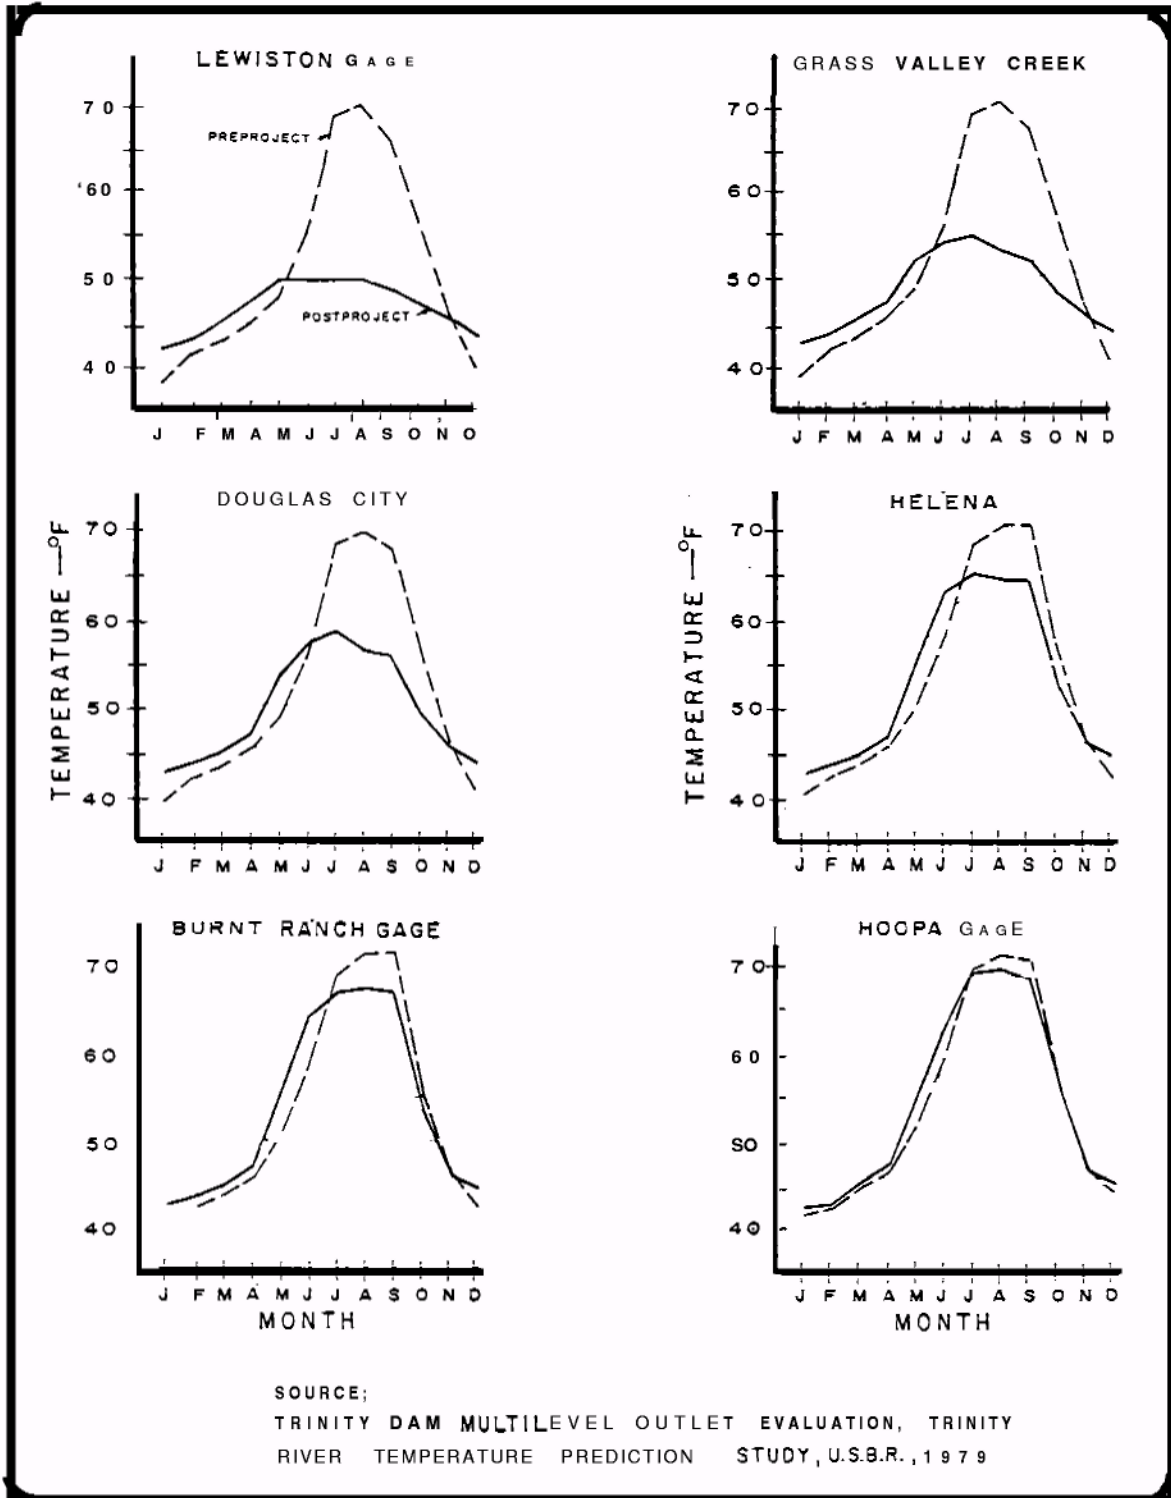 LEWISTON GAGE
70
PREPROJECT
'60
50
POSTPROJECT
40
J F M A M J J A S O N O
GRASS VALLEY CREEK
70
60
50
40
J F M A M J J A S O N D
DOUGLAS CITY
TEMPERATURE —°F
70
60
50
40
J F M A M J J A S O N D
HELENA
TEMPERATURE —°F
70
60
50
40
J F M A M J J A S O N D
BURNT RANCH GAGE
70
60
50
40
J F M A M J J A S O N D
MONTH
HOOPA GAGE
70
60
50
40
J F M A M J J A S O N D
MONTH
SOURCE;
TRINITY DAM MULTILEVEL OUTLET EVALUATION, TRINITY
RIVER TEMPERATURE PREDICTION STUDY, U.S.B.R., 1979